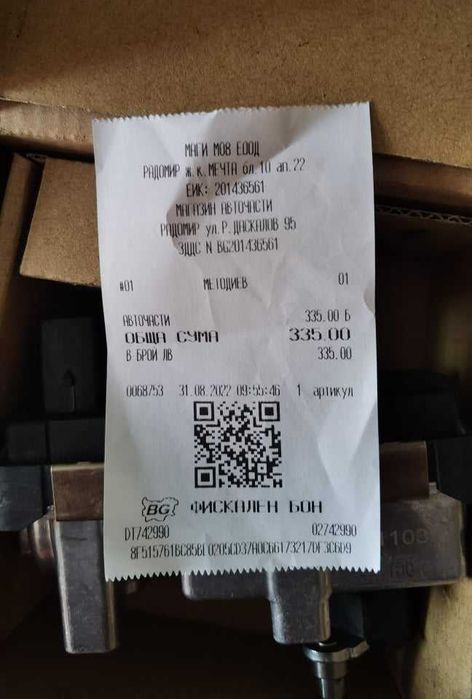 МАГИ М08 ЕООД
РАДОМИР ж.к.МЕЧТА бл.10 ап.22
ЕИК: 201436561
МАГАЗИН АВТОЧАСТИ
РАДОМИР ул.Р.ДАСКАЛОВ 95
ЗДДС N BG201436561
#01 МЕТОДИЕВ 01
АВТОЧАСТИ 335.00 Б
ОБЩА СУМА 335.00
В БРОЙ ЛВ 335.00
0068753 31.08.2022 09:55:46 1 артикул
BG ФИСКАЛЕН БОН
DT742990 02742990